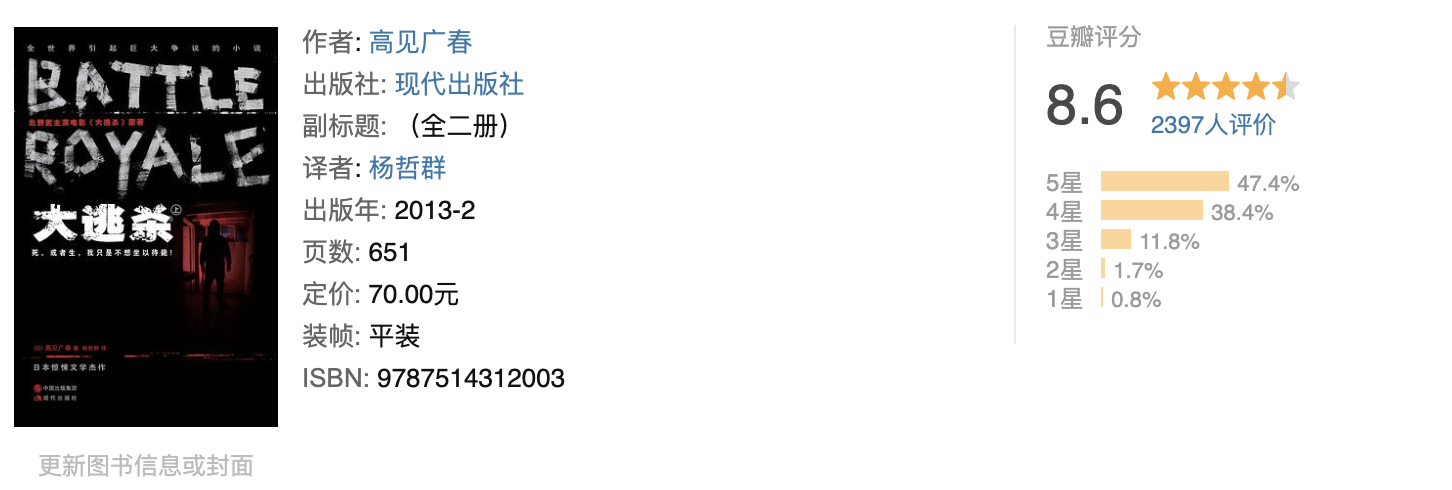 全世界引起巨大争议的小说
BATTLE
北野武主演电影《大逃杀》原著
ROYALE
大逃杀 上
死，或者生，我只是不想坐以待毙！
[日] 高见广春 著 杨哲群 译
日本惊悚文学杰作
中国出版集团
现代出版社
更新图书信息或封面
作者: 高见广春
出版社: 现代出版社
副标题: （全二册）
译者: 杨哲群
出版年: 2013-2
页数: 651
定价: 70.00元
装帧: 平装
ISBN: 9787514312003
豆瓣评分
8.6
2397人评价
5星 47.4%
4星 38.4%
3星 11.8%
2星 1.7%
1星 0.8%